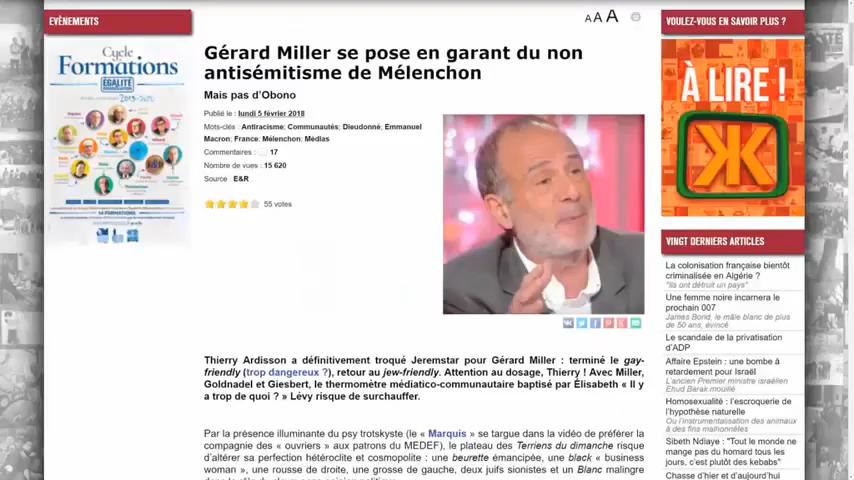 EVÈNEMENTS
Cycle
Formations
ÉGALITÉ
A A A
Gérard Miller se pose en garant du non
antisémitisme de Mélenchon
Mais pas d'Obono
Publié le : lundi 5 février 2018
Mots-clés : Antiracisme; Communautés; Dieudonné; Emmanuel
Macron; France; Mélenchon; Médias
Commentaires : 17
Nombre de vues : 15 620
Source : E&R
55 votes
Thierry Ardisson a définitivement troqué Jeremstar pour Gérard Miller : terminé le gay-
friendly (trop dangereux ?), retour au jew-friendly. Attention au dosage, Thierry ! Avec Miller,
Goldnadel et Giesbert, le thermomètre médiatico-communautaire baptisé par Élisabeth « Il y
a trop de quoi ? » Lévy risque de surchauffer.
Par la présence illuminante du psy trotskyste (le « Marquis » se targue dans la vidéo de préférer la
compagnie des « ouvriers » aux patrons du MEDEF), le plateau des Terriens du dimanche risque
d'altérer sa perfection hétéroclite et cosmopolite : une beurette émancipée, une black « business
woman », une rousse de droite, une grosse de gauche, deux juifs sionistes et un Blanc malingre
VOULEZ-VOUS EN SAVOIR PLUS ?
À LIRE !
VINGT DERNIERS ARTICLES
La colonisation française bientôt
criminalisée en Algérie ?
"Ils ont détruit un pays"
Une femme noire incarnera le
prochain 007
James Bond, le mâle blanc de plus
de 50 ans, évincé
Le scandale de la privatisation
d'ADP
Affaire Epstein : une bombe à
retardement pour Israël
L'ancien Premier ministre israélien
Ehud Barak mouillé
Homosexualité : l'escroquerie de
l'hypothèse naturelle
Ou l'instrumentalisation des animaux
à des fins malhonnêtes
Sibeth Ndiaye : "Tout le monde ne
mange pas du homard tous les
jours, c'est plutôt des kebabs"
Chasse d'hier et d'aujourd'hui